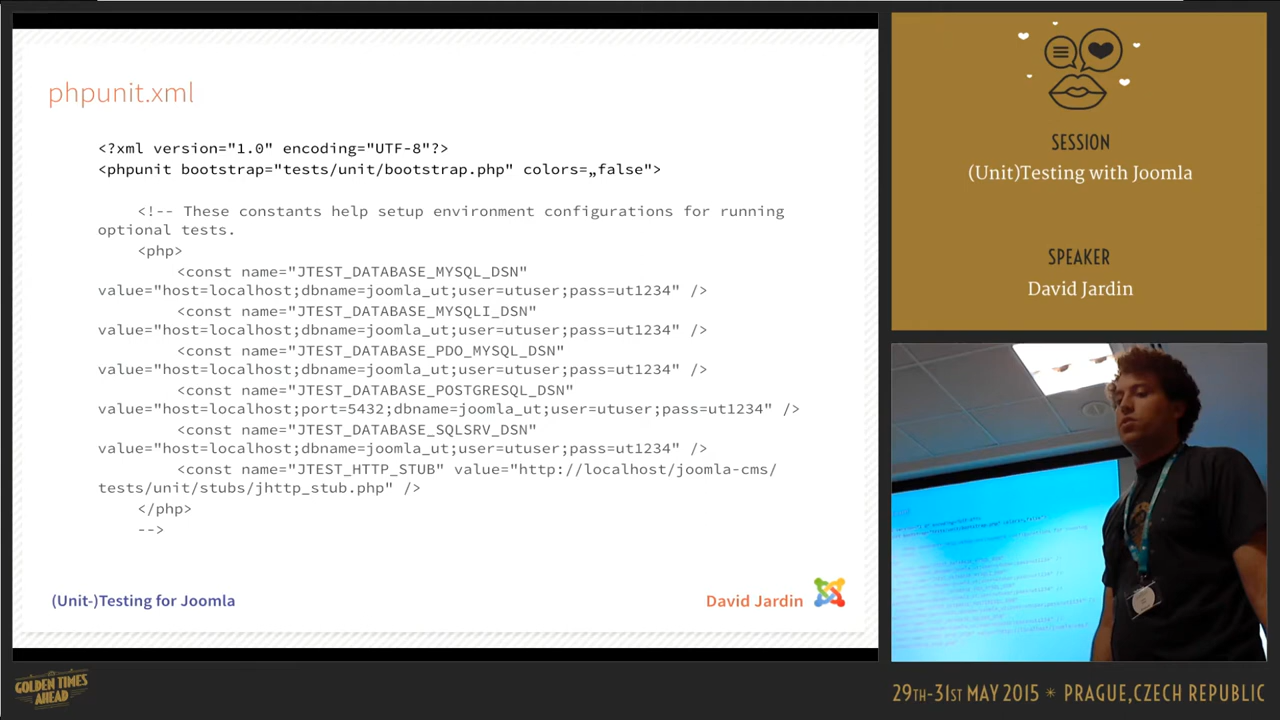 phpunit.xml
<?xml version="1.0" encoding="UTF-8"?>
<phpunit bootstrap="tests/unit/bootstrap.php" colors=„false">
<!-- These constants help setup environment configurations for running
optional tests.
<php>
<const name="JTEST_DATABASE_MYSQL_DSN"
value="host=localhost;dbname=joomla_ut;user=utuser;pass=ut1234" />
<const name="JTEST_DATABASE_MYSQLI_DSN"
value="host=localhost;dbname=joomla_ut;user=utuser;pass=ut1234" />
<const name="JTEST_DATABASE_PDO_MYSQL_DSN"
value="host=localhost;dbname=joomla_ut;user=utuser;pass=ut1234" />
<const name="JTEST_DATABASE_POSTGRESQL_DSN"
value="host=localhost;port=5432;dbname=joomla_ut;user=utuser;pass=ut1234" />
<const name="JTEST_DATABASE_SQLSRV_DSN"
value="host=localhost;dbname=joomla_ut;user=utuser;pass=ut1234" />
<const name="JTEST_HTTP_STUB" value="http://localhost/joomla-cms/
tests/unit/stubs/jhttp_stub.php" />
</php>
-->
(Unit-)Testing for Joomla
David Jardin
SESSION
(Unit)Testing with Joomla
SPEAKER
David Jardin
GOLDEN TIMES
AHEAD
29TH-31ST MAY 2015 * PRAGUE,CZECH REPUBLIC